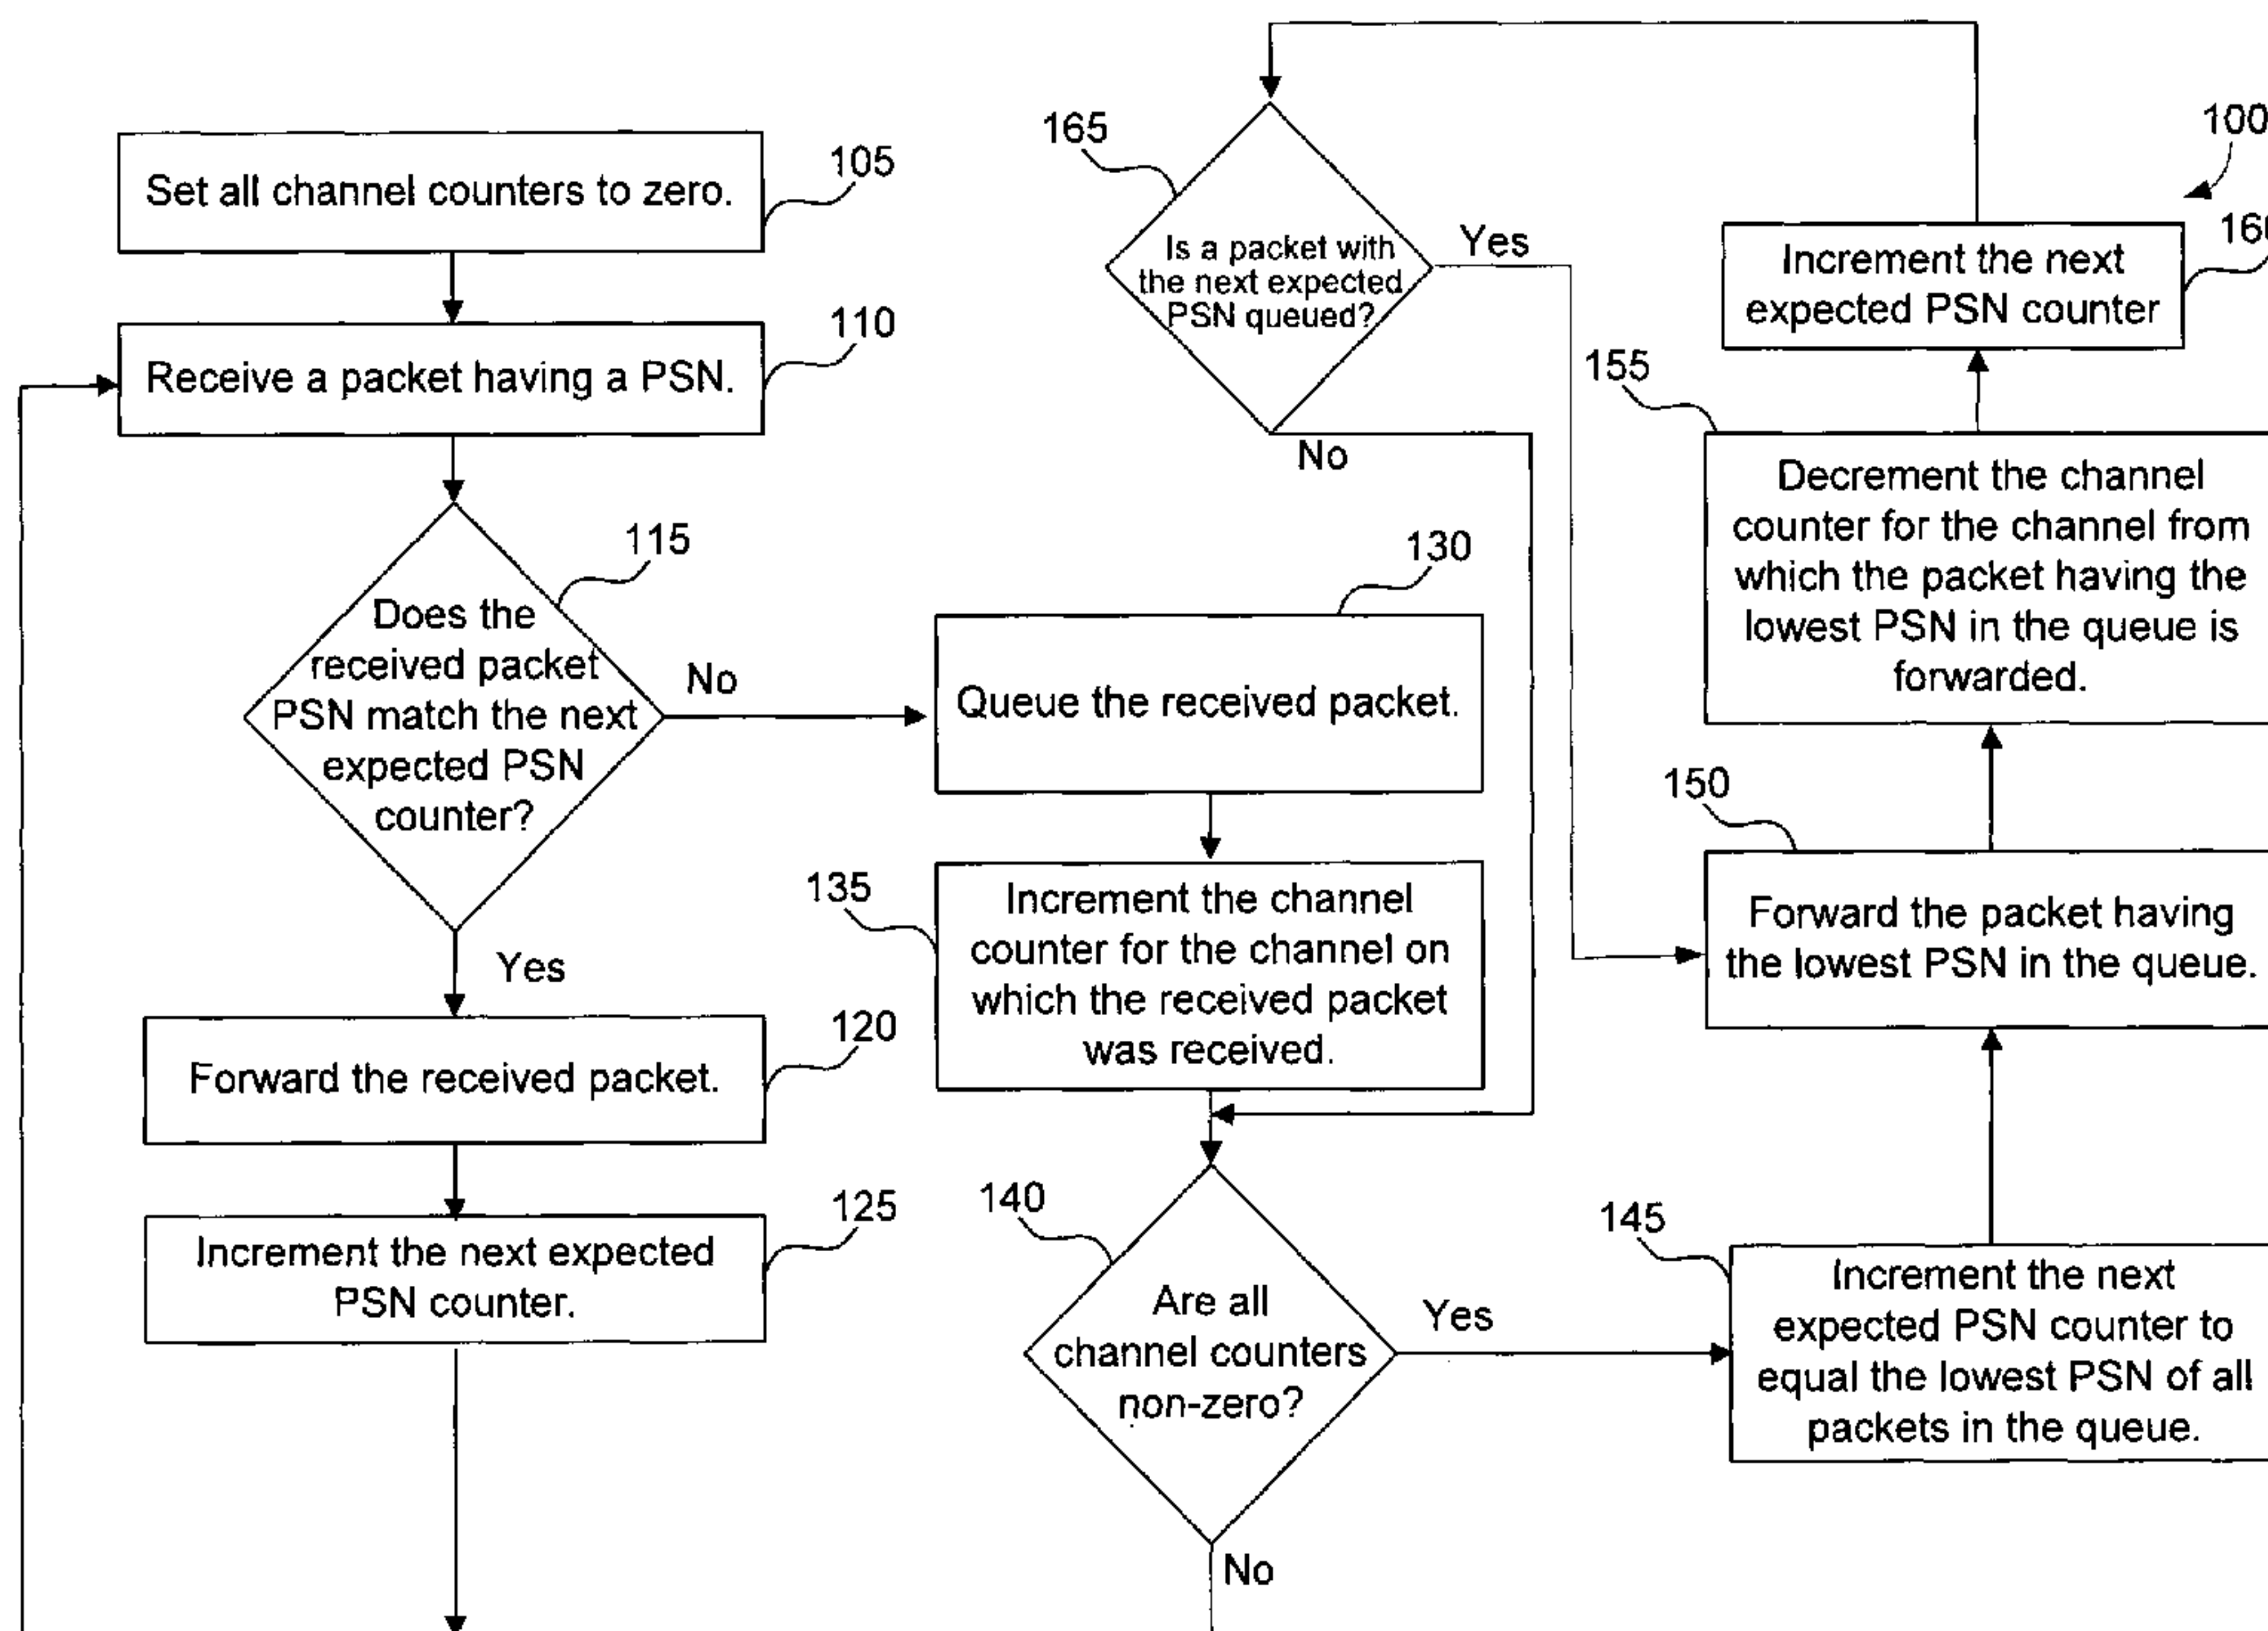 100
Set all channel counters to zero.
105
Receive a packet having a PSN.
110
Does the
received packet
PSN match the next
expected PSN
counter?
115
No
Yes
Forward the received packet.
120
Increment the next expected
PSN counter.
125
Queue the received packet.
130
Increment the channel
counter for the channel on
which the received packet
was received.
135
Are all
channel counters
non-zero?
140
Yes
No
Increment the next
expected PSN counter to
equal the lowest PSN of all
packets in the queue.
145
Forward the packet having
the lowest PSN in the queue.
150
Decrement the channel
counter for the channel from
which the packet having the
lowest PSN in the queue is
forwarded.
155
Increment the next
expected PSN counter
160
Is a packet with
the next expected
PSN queued?
165
Yes
No